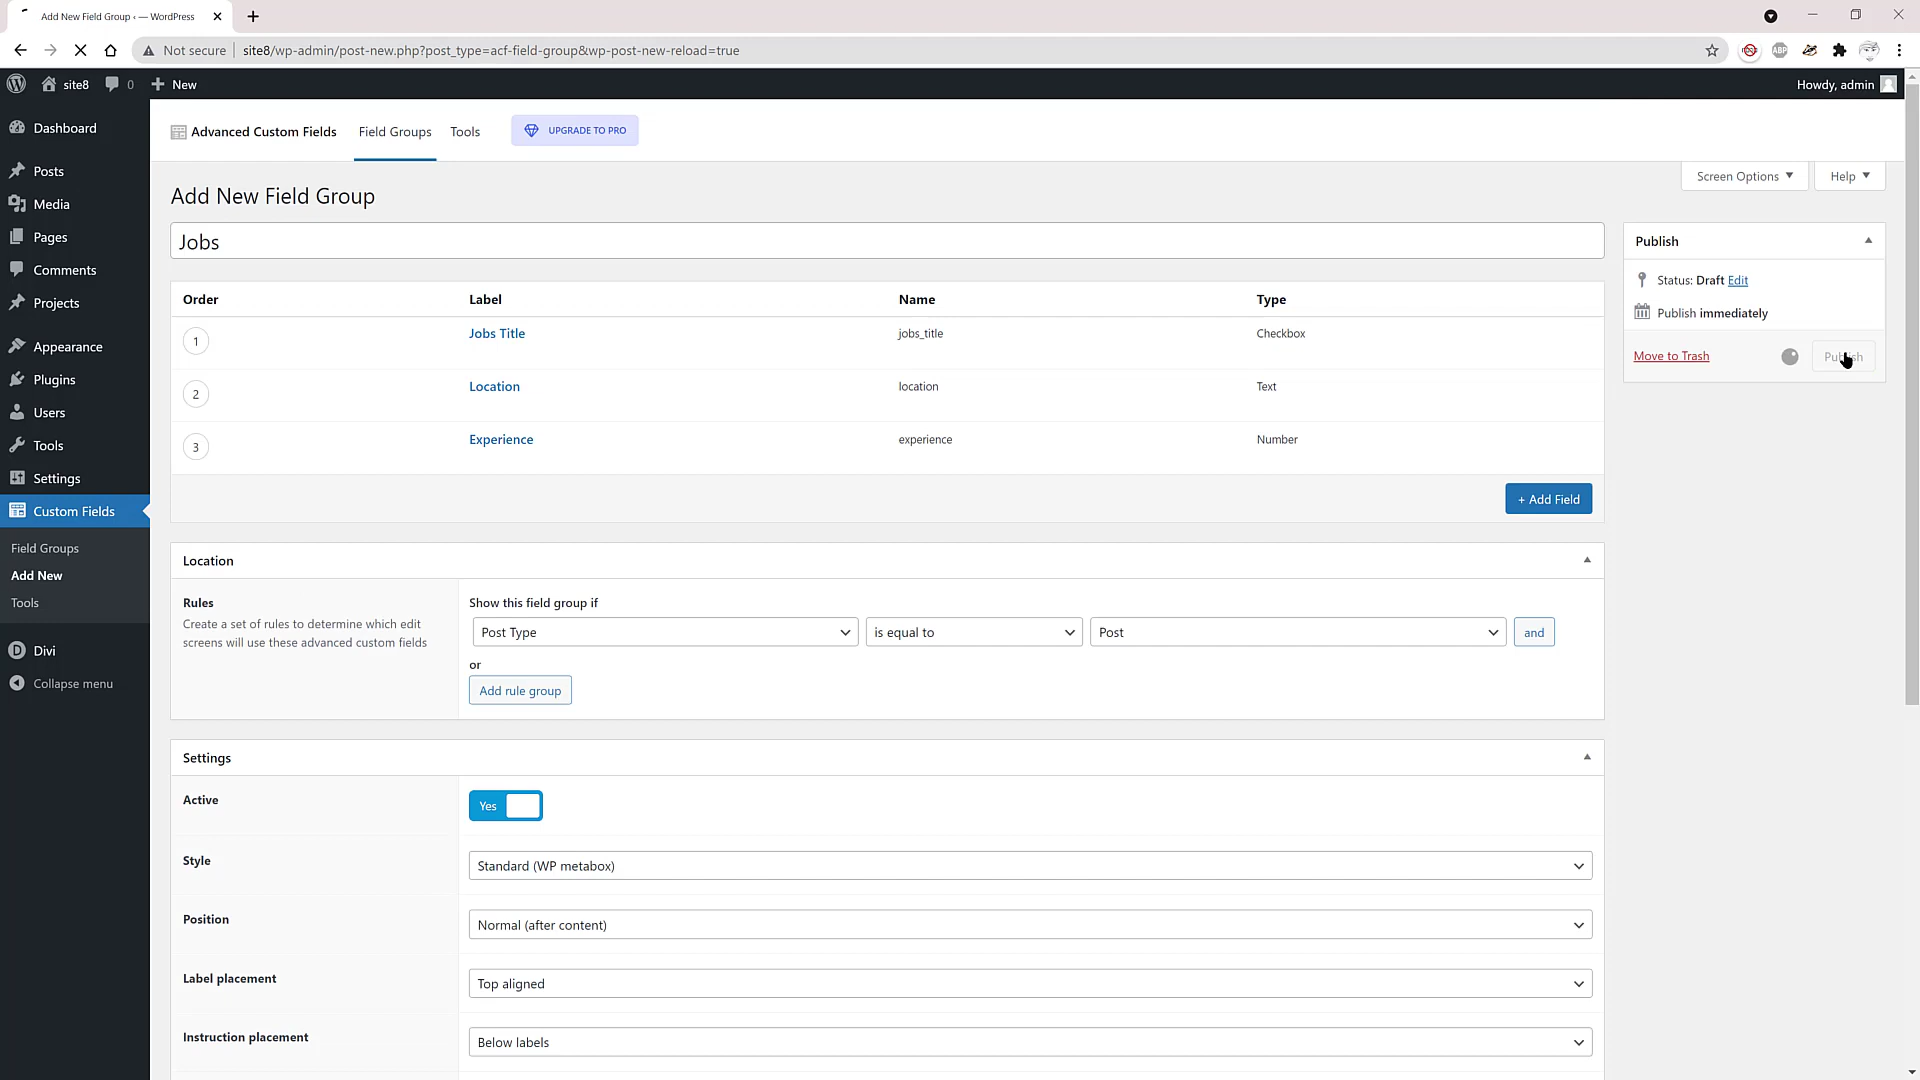 Add New Field Group ‹ — WordPress
Not secure
site8/wp-admin/post-new.php?post_type=acf-field-group&wp-post-new-reload=true
ABP
site8
0
New
Howdy, admin
Dashboard
Posts
Media
Pages
Comments
Projects
Appearance
Plugins
Users
Tools
Settings
Custom Fields
Field Groups
Add New
Tools
D Divi
Collapse menu
Advanced Custom Fields
Field Groups
Tools
UPGRADE TO PRO
Screen Options
Help
Add New Field Group
Jobs
Order Label Name Type
1 Jobs Title jobs_title Checkbox
2 Location location Text
3 Experience experience Number
+ Add Field
Location
Rules
Create a set of rules to determine which edit
screens will use these advanced custom fields
Show this field group if
Post Type
is equal to
Post
and
or
Add rule group
Settings
Active
Yes
Style
Standard (WP metabox)
Position
Normal (after content)
Label placement
Top aligned
Instruction placement
Below labels
Publish
Status: Draft Edit
Publish immediately
Move to Trash
Publish